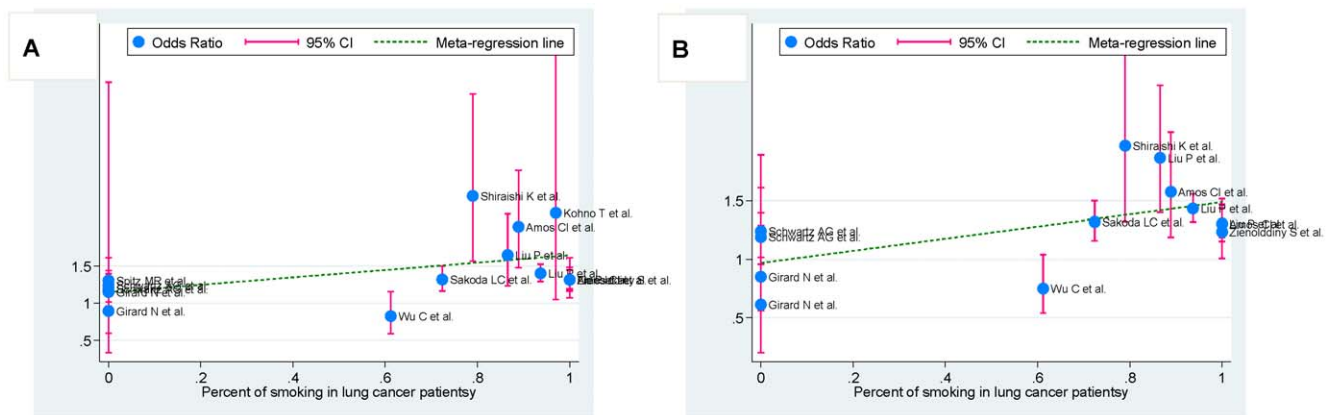 A
Odds Ratio 95% CI Meta-regression line
Shiraishi K et al.
Kohno T et al.
Amos CI et al.
Liu P et al.
1.5
Spitz MR et al.
Sakoda LC et al.
Girard N et al.
1
Girard N et al.
Wu C et al.
.5
0 .2 .4 .6 .8 1
Percent of smoking in lung cancer patientsy
B
Odds Ratio 95% CI Meta-regression line
Shiraishi K et al.
Liu P et al.
Amos CI et al.
1.5
Liu P et al.
Sakoda LC et al.
Schwartz AG et al.
Schwartz AG et al.
Zienolddiny S et al.
1
Girard N et al.
Wu C et al.
Girard N et al.
.5
0 .2 .4 .6 .8 1
Percent of smoking in lung cancer patientsy